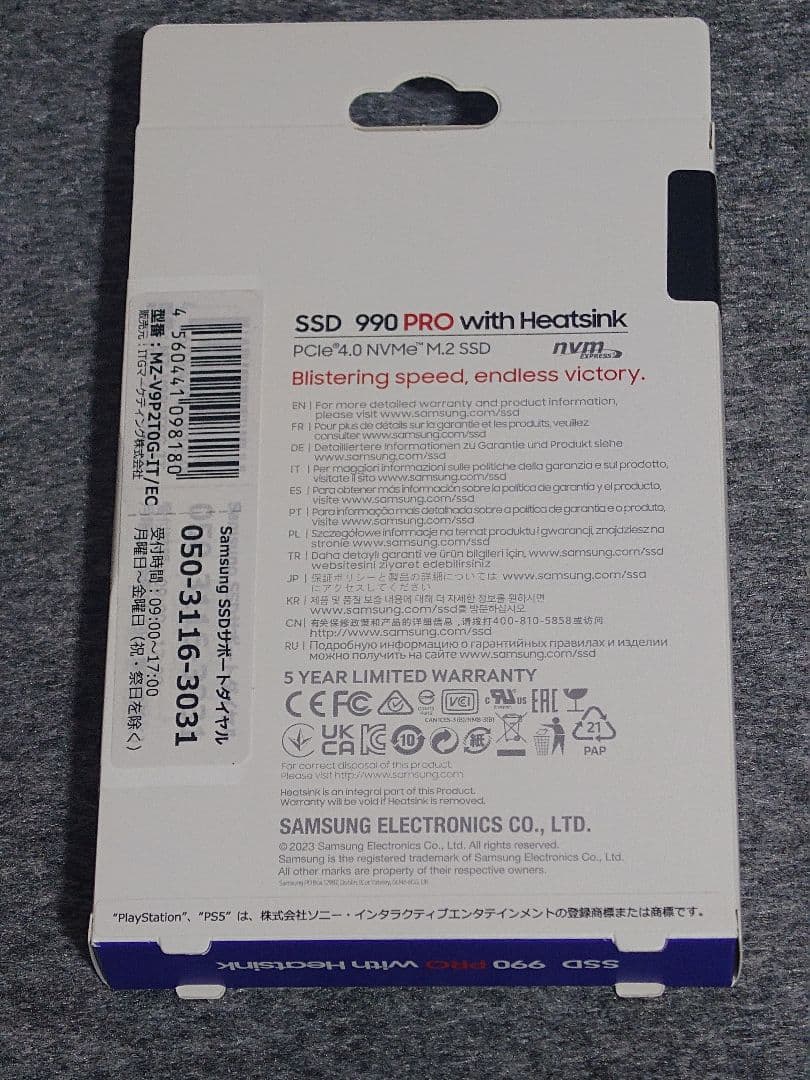 SSD 990 PRO with Heatsink
PCIe®4.0 NVMe™ M.2 SSD
nvm
EXPRESS
Blistering speed, endless victory.
EN | For more detailed warranty and product information,
please visit www.samsung.com/ssd
FR | Pour plus de détails sur la garantie et les produits, veuillez
consulter www.samsung.com/ssd
DE | Detailliertere Informationen zu Garantie und Produkt siehe
www.samsung.com/ssd
IT | Per maggiori informazioni sulle politiche della garanzia e sul prodotto,
visitate il sito www.samsung.com/ssd
ES | Para obtener más información sobre la política de garantía y el producto,
visite www.samsung.com/ssd
PT | Para informação mais detalhada sobre a política de garantia e o produto,
visite www.samsung.com/ssd
PL | Szczegółowe informacje na temat produktu i gwarancji, znajdziesz na
stronie www.samsung.com/ssd
TR | Daha detaylı garanti ve ürün bilgileri için, www.samsung.com/ssd
websitesini ziyaret edebilirsiniz
JP | 保証ポリシーと製品の詳細については www.samsung.com/ssd
にアクセスしてください
KR | 제품 및 품질 보증 내용에 대해 더 자세한 정보를 원하시면
www.samsung.com/ssd를 방문하십시오
CN | 有关保修政策和产品的详细信息，请拨打400-810-5858或访问
http://www.samsung.com/ssd
RU | Подробную информацию о гарантийных правилах и изделии
можно получить на сайте www.samsung.com/ssd
5 YEAR LIMITED WARRANTY
CE FC VCI c RU us EAC
CAN ICES-3(B)/NMB-3(B)
UK
CA
10
紙
21
PAP
For correct disposal of this product.
Please visit http://www.samsung.com
Heatsink is an integral part of this Product.
Warranty will be void if Heatsink is removed.
SAMSUNG ELECTRONICS CO., LTD.
© 2023 Samsung Electronics Co., Ltd. All rights reserved.
Samsung is the registered trademark of Samsung Electronics Co., Ltd.
All other marks are property of their respective owners.
"PlayStation"、"PS5" は、株式会社ソニー・インタラクティブエンタテインメントの登録商標または商標です。
SSD 990 PRO with Heatsink
4 560441 098180
型番：MZ-V9P2T0G-IT/EC
販売元：ITGマーケティング株式会社
Samsung SSDサポートダイヤル
050-3116-3031
受付時間：09:00～17:00
月曜日～金曜日（祝・祭日を除く）